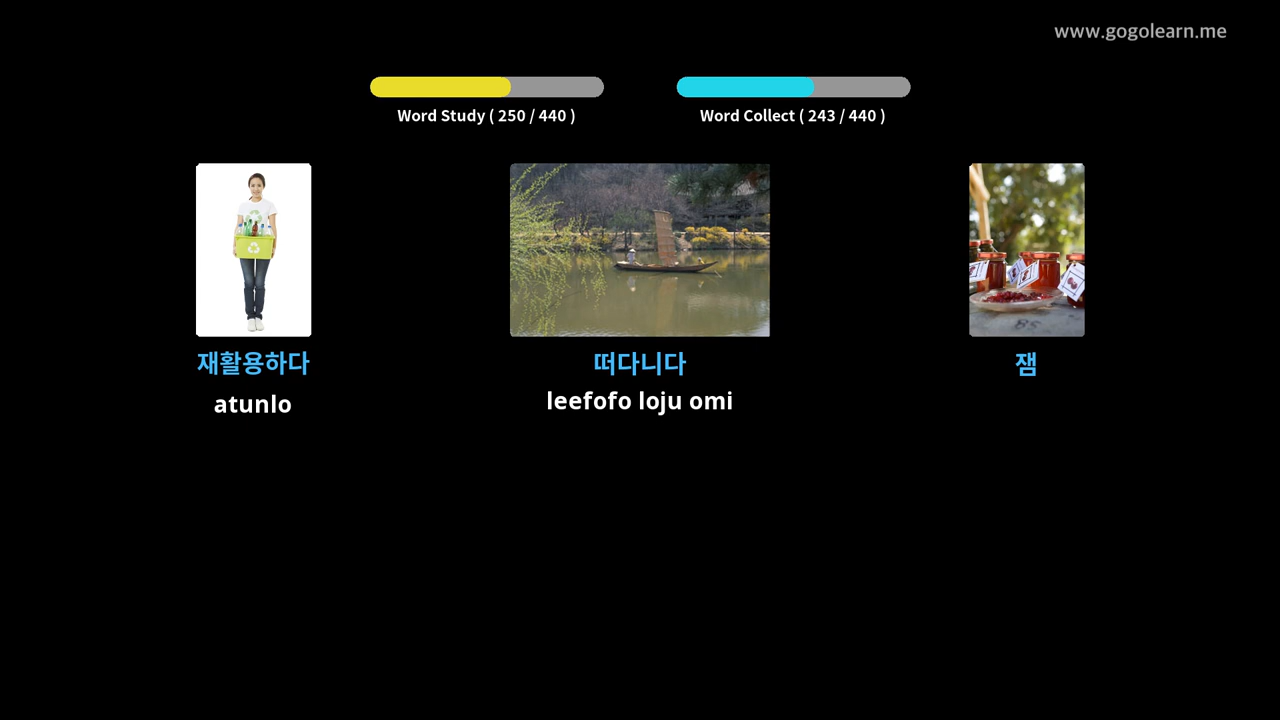 www.gogolearn.me
Word Study ( 250 / 440 )
Word Collect ( 243 / 440 )
재활용하다
떠다니다
잼
atunlo
leefofo loju omi